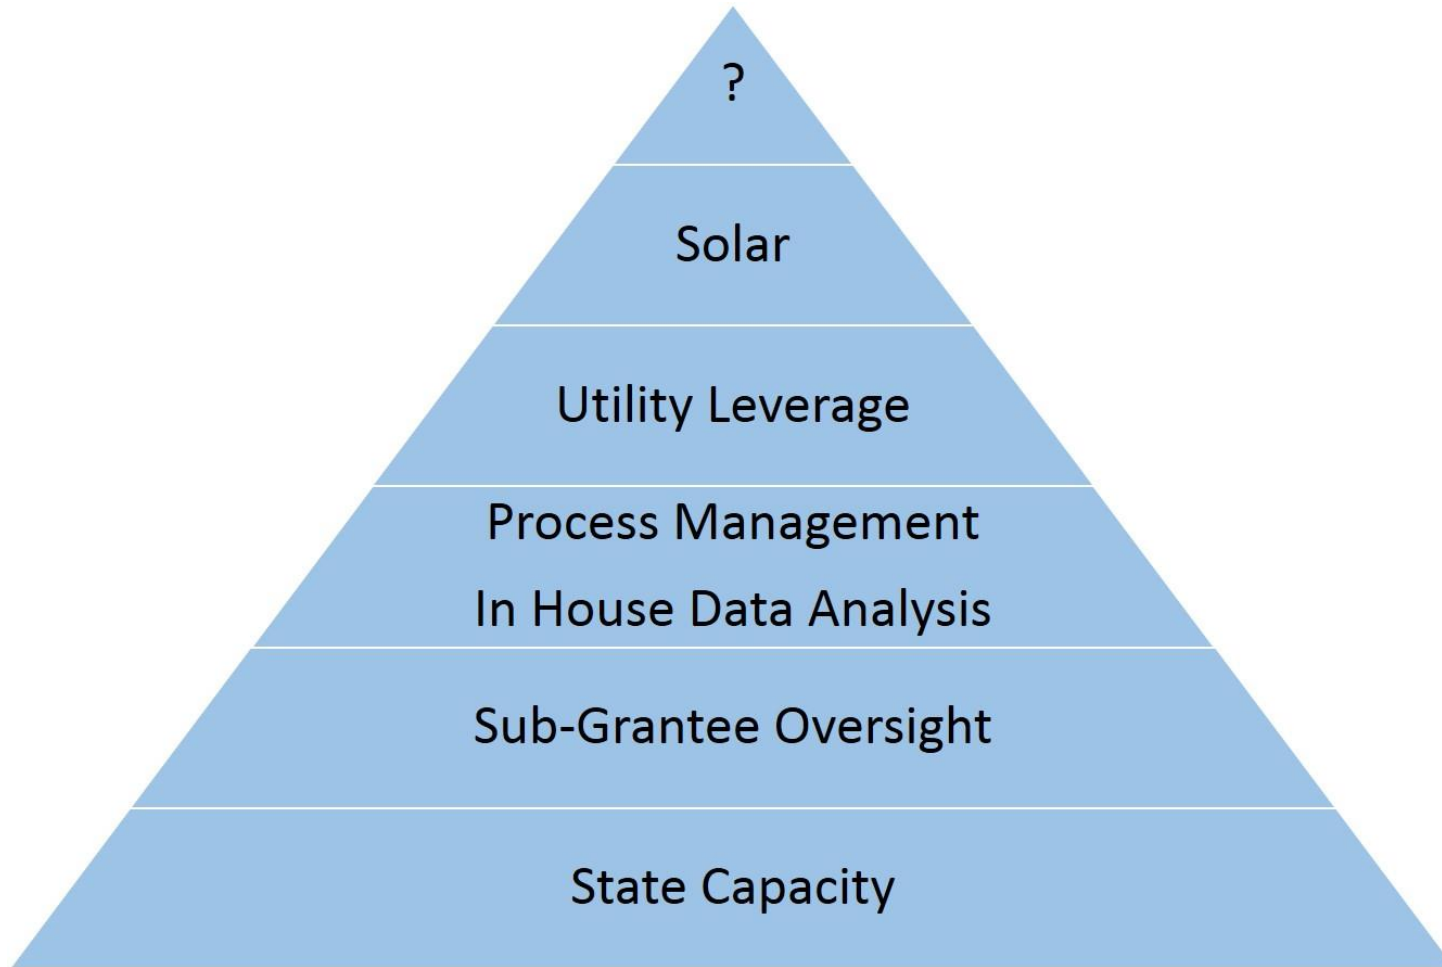 ?
Solar
Utility Leverage
Process Management
In House Data Analysis
Sub-Grantee Oversight
State Capacity